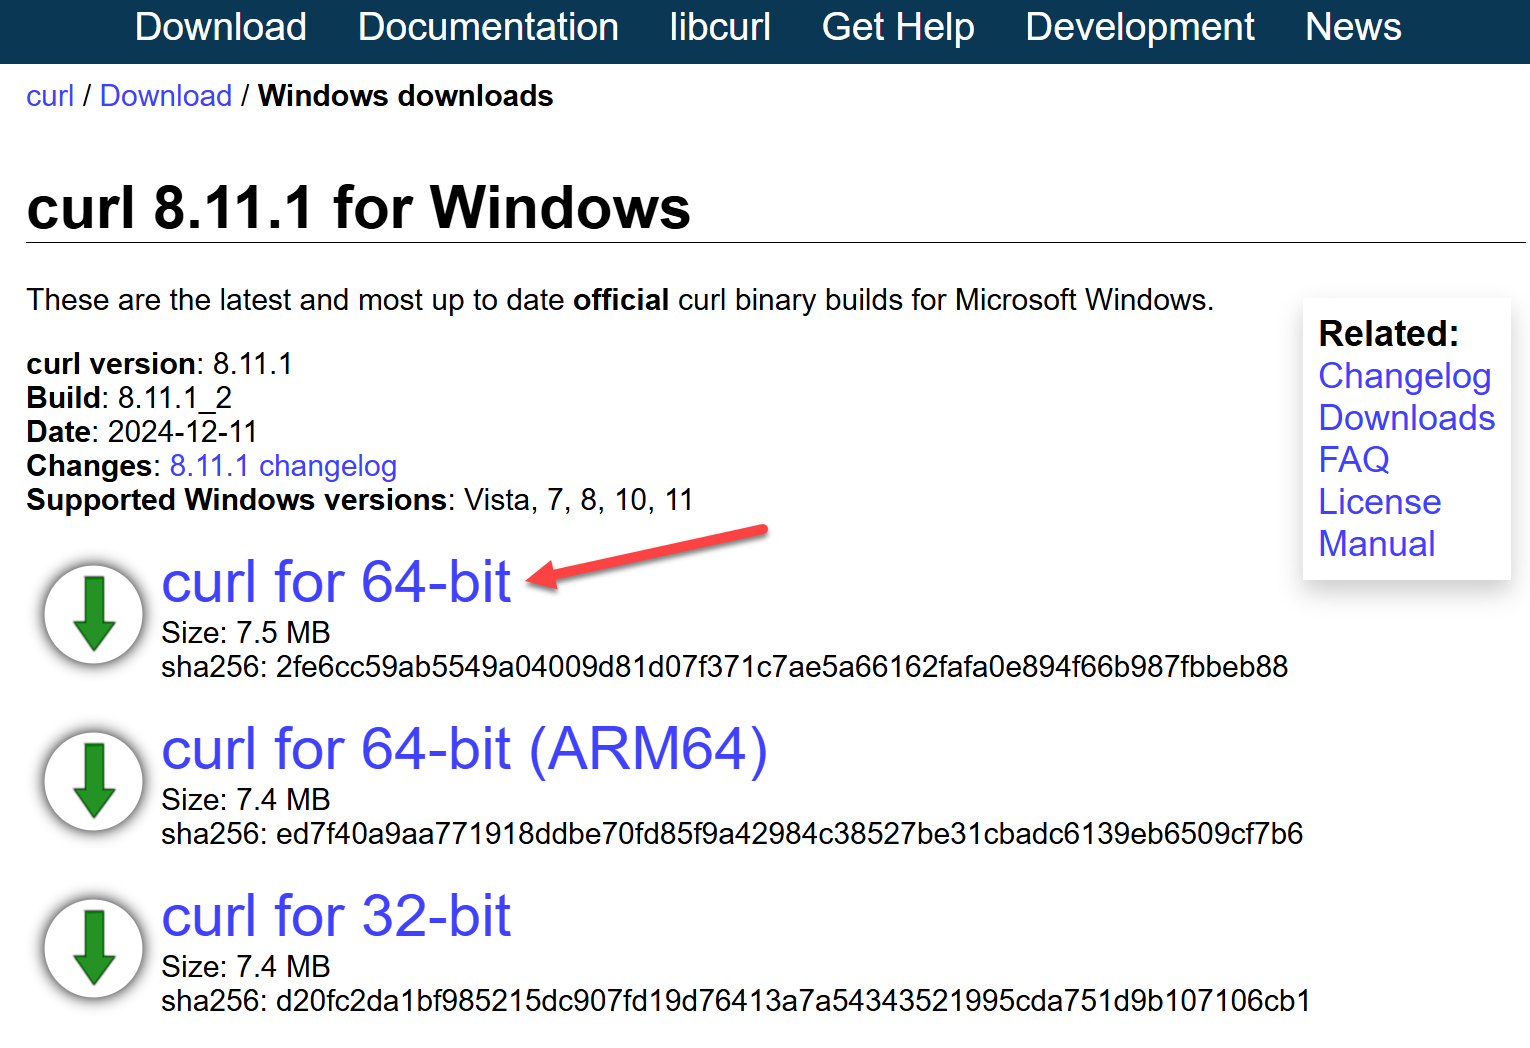 Download Documentation libcurl Get Help Development News
curl / Download / Windows downloads
curl 8.11.1 for Windows
These are the latest and most up to date official curl binary builds for Microsoft Windows.
curl version: 8.11.1
Build: 8.11.1_2
Date: 2024-12-11
Changes: 8.11.1 changelog
Supported Windows versions: Vista, 7, 8, 10, 11
Related:
Changelog
Downloads
FAQ
License
Manual
curl for 64-bit
Size: 7.5 MB
sha256: 2fe6cc59ab5549a04009d81d07f371c7ae5a66162fafa0e894f66b987fbbeb88
curl for 64-bit (ARM64)
Size: 7.4 MB
sha256: ed7f40a9aa771918ddbe70fd85f9a42984c38527be31cbadc6139eb6509cf7b6
curl for 32-bit
Size: 7.4 MB
sha256: d20fc2da1bf985215dc907fd19d76413a7a54343521995cda751d9b107106cb1